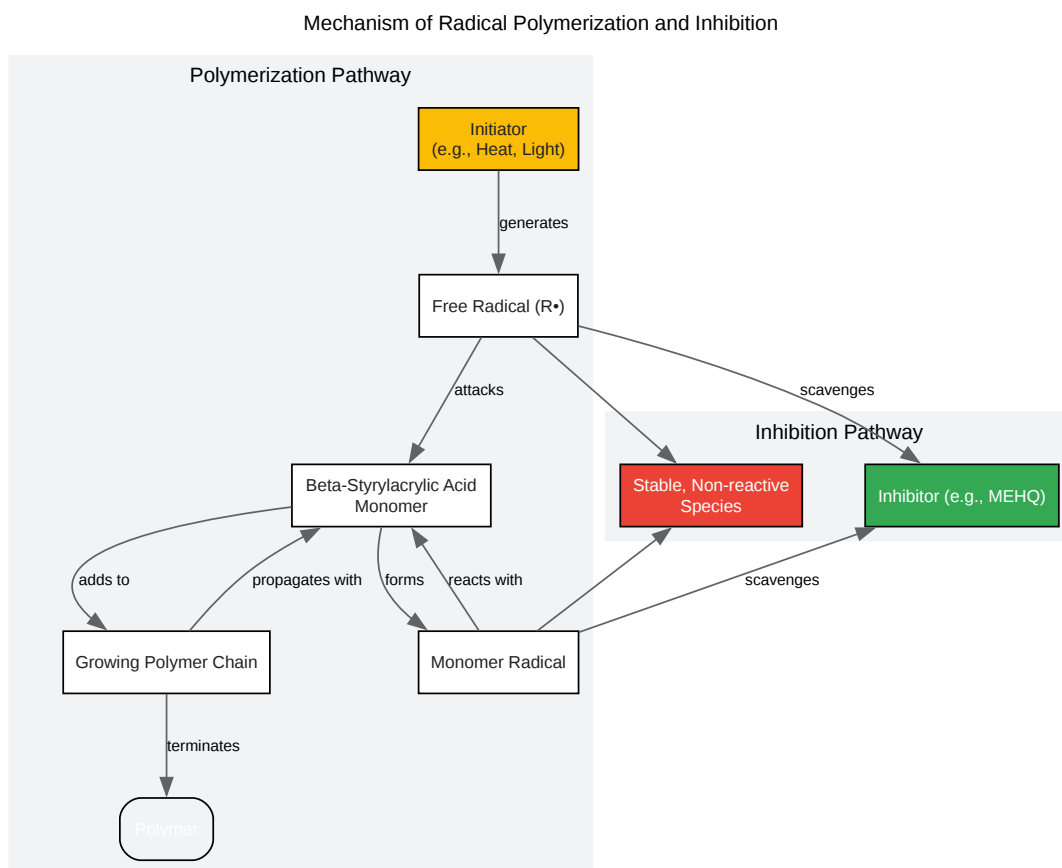 Mechanism of Radical Polymerization and Inhibition
Polymerization Pathway
Initiator
(e.g., Heat, Light)
generates
Free Radical (R•)
attacks
scavenges
Inhibition Pathway
Beta-Styrylacrylic Acid
Monomer
Stable, Non-reactive
Species
Inhibitor (e.g., MEHQ)
adds to
propagates with
forms
reacts with
scavenges
Growing Polymer Chain
Monomer Radical
terminates
Polymer